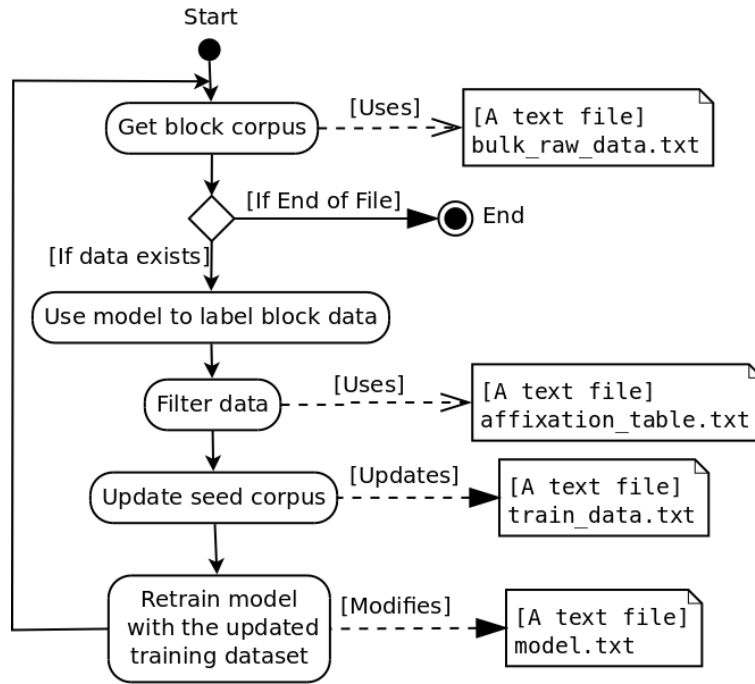 Start
Get block corpus
[Uses]
[A text file]
bulk_raw_data.txt
[If End of File]
End
[If data exists]
Use model to label block data
Filter data
[Uses]
[A text file]
affixation_table.txt
Update seed corpus
[Updates]
[A text file]
train_data.txt
Retrain model
with the updated
training dataset
[Modifies]
[A text file]
model.txt